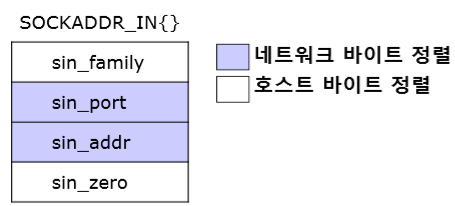 SOCKADDR_IN{}
sin_family
sin_port
sin_addr
sin_zero
네트워크 바이트 정렬
호스트 바이트 정렬